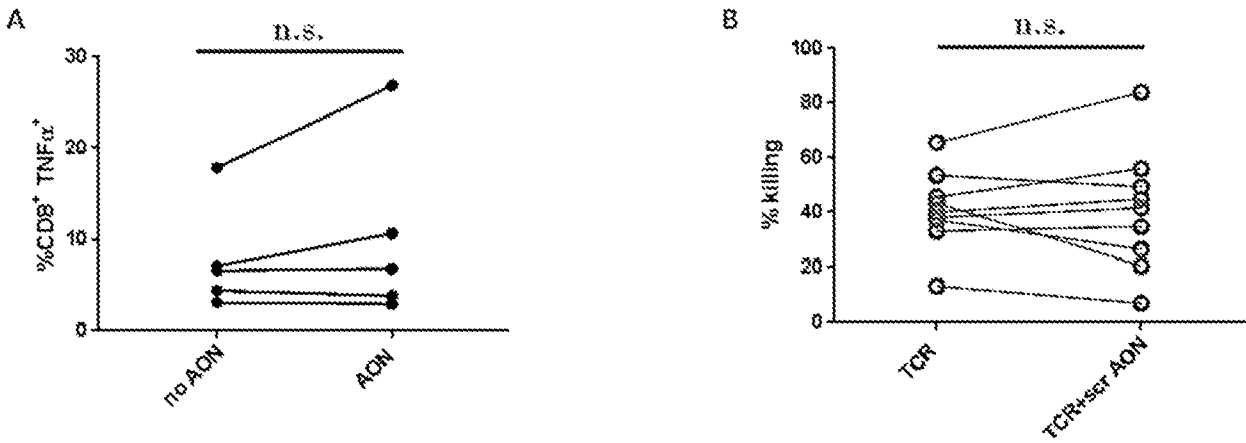 A
n.s.
30
20
10
0
%CD8+ TNFα+
no AON
AON
B
n.s.
100
80
60
40
20
0
% killing
TCR
TCR+scr AON